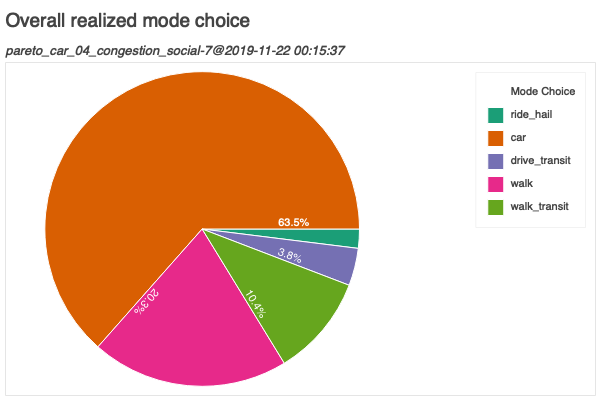 Overall realized mode choice
pareto_car_04_congestion_social-7@2019-11-22 00:15:37
Mode Choice
ride_hail
car
drive_transit
walk
walk_transit
63.5%
3.8%
10.4%
20.3%